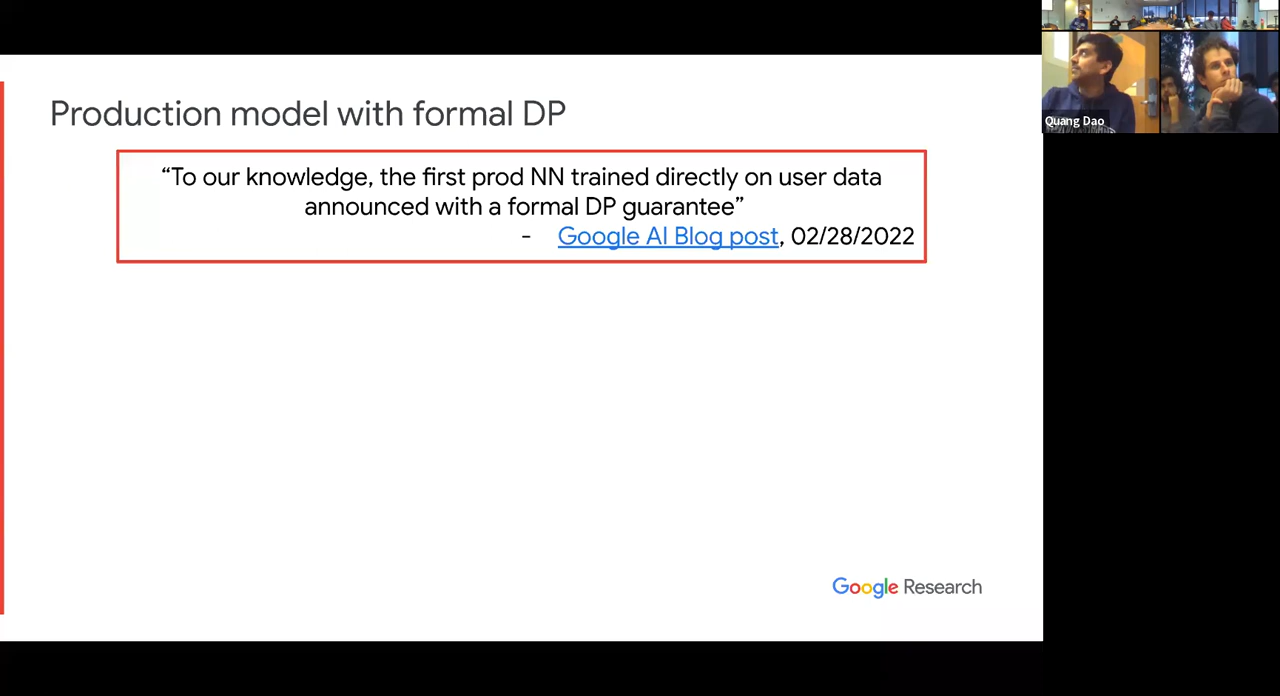 Production model with formal DP
“To our knowledge, the first prod NN trained directly on user data
announced with a formal DP guarantee”
- Google AI Blog post, 02/28/2022
Google Research
Quang Dao